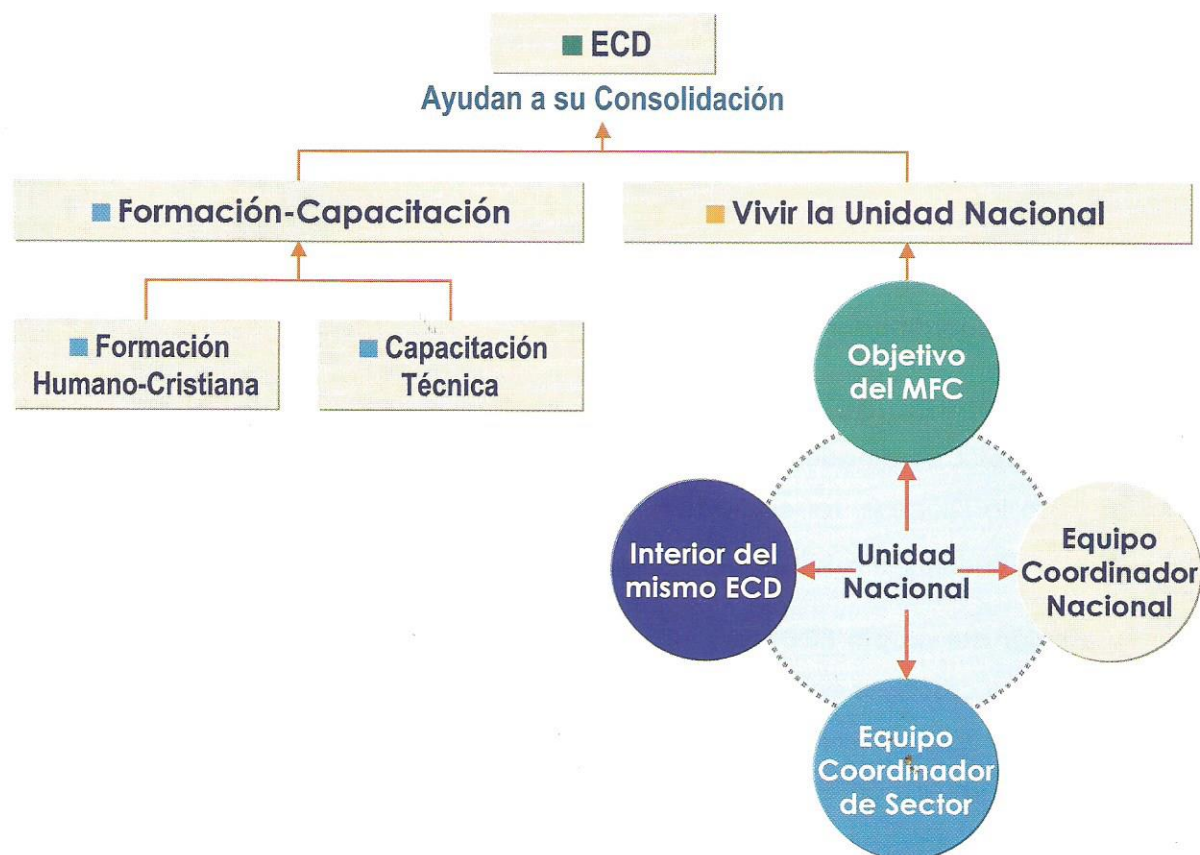 ECD
Ayudan a su Consolidación
Formación-Capacitación
Vivir la Unidad Nacional
Formación
Humano-Cristiana
Capacitación
Técnica
Objetivo
del MFC
Interior del
mismo ECD
Unidad
Nacional
Equipo
Coordinador
Nacional
Equipo
Coordinador
de Sector